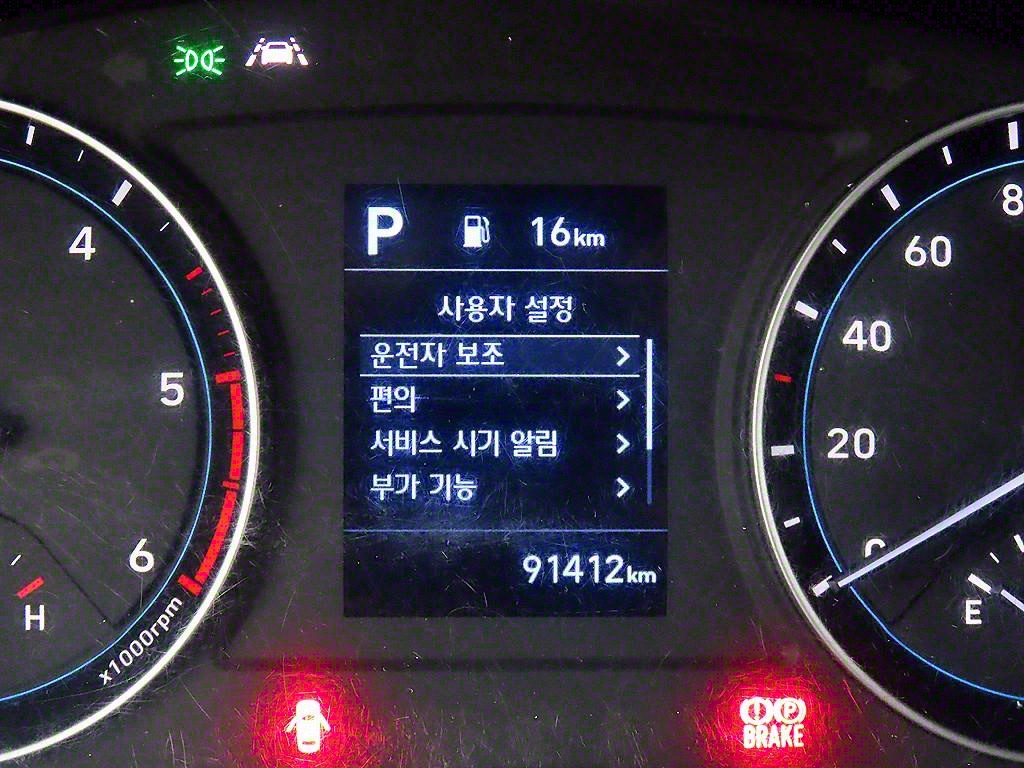 P 16km
사용자 설정
운전자 보조
편의
서비스 시기 알림
부가 기능
91412km
4
5
6
x1000rpm
H
8
60
40
20
0
E
(!) (P)
BRAKE